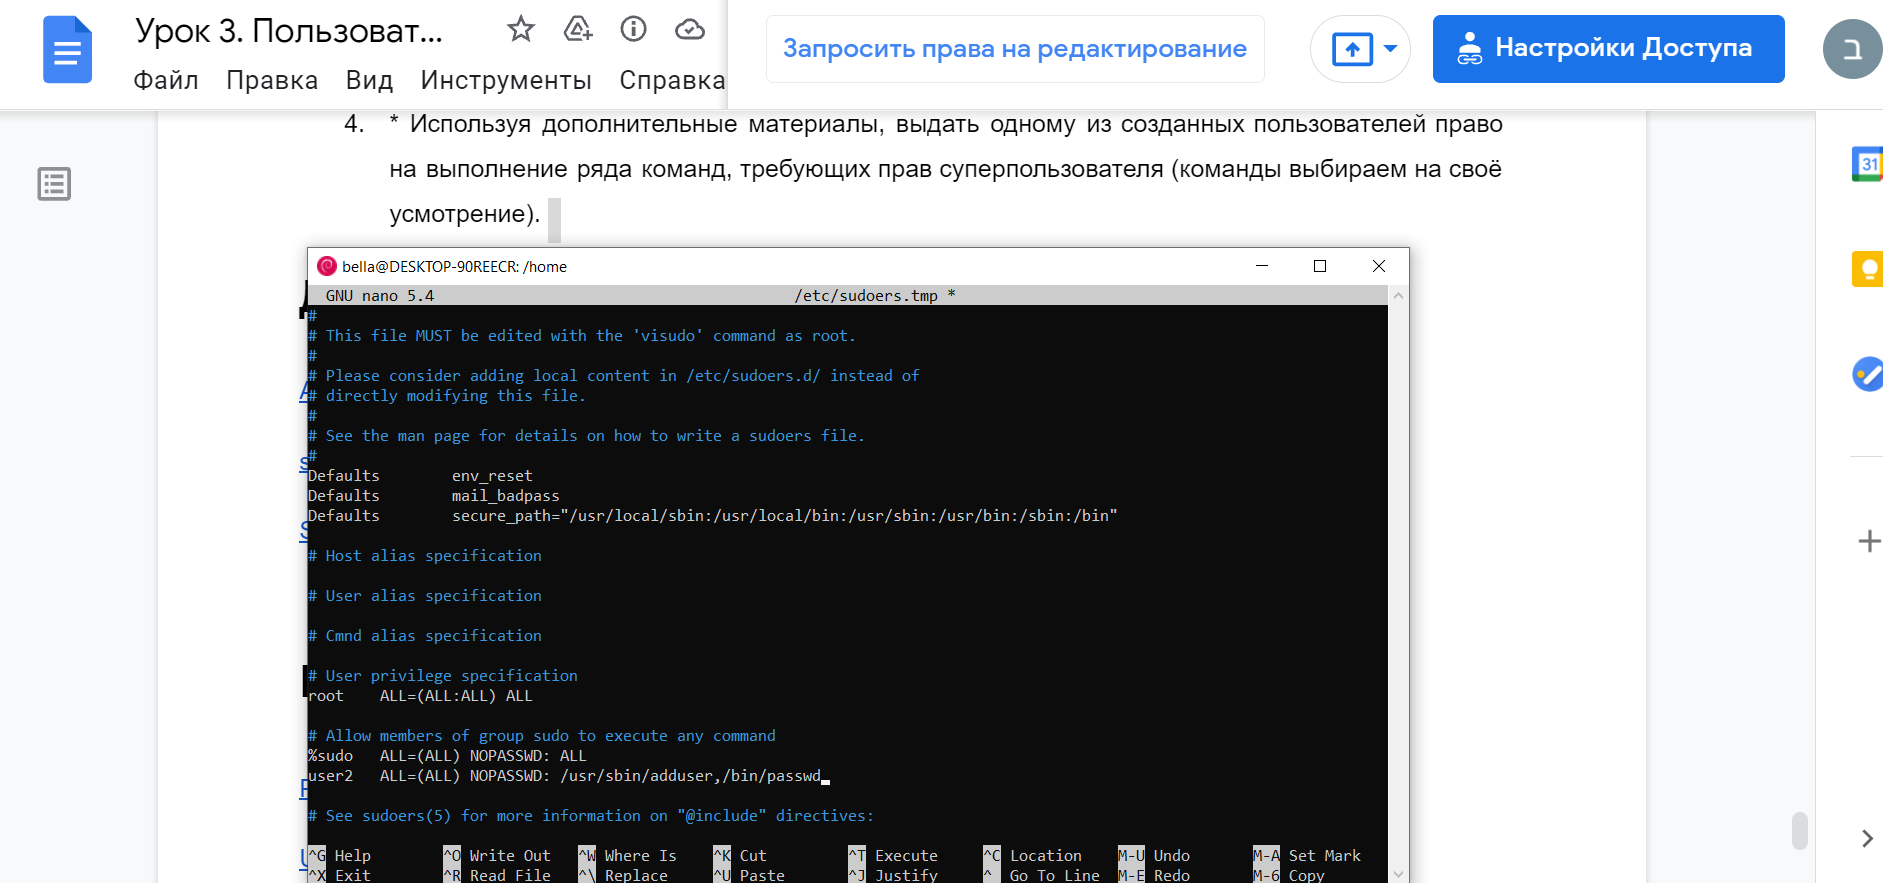 Урок 3. Пользоват...
Файл Правка Вид Инструменты Справка
Запросить права на редактирование
Настройки Доступа
ב
31
4. * Используя дополнительные материалы, выдать одному из созданных пользователей право
на выполнение ряда команд, требующих прав суперпользователя (команды выбираем на своё
усмотрение).
bella@DESKTOP-90REECR: /home
GNU nano 5.4 /etc/sudoers.tmp *
#
# This file MUST be edited with the 'visudo' command as root.
#
# Please consider adding local content in /etc/sudoers.d/ instead of
# directly modifying this file.
#
# See the man page for details on how to write a sudoers file.
#
Defaults env_reset
Defaults mail_badpass
Defaults secure_path="/usr/local/sbin:/usr/local/bin:/usr/sbin:/usr/bin:/sbin:/bin"
# Host alias specification
# User alias specification
# Cmnd alias specification
# User privilege specification
root ALL=(ALL:ALL) ALL
# Allow members of group sudo to execute any command
%sudo ALL=(ALL) NOPASSWD: ALL
user2 ALL=(ALL) NOPASSWD: /usr/sbin/adduser,/bin/passwd
# See sudoers(5) for more information on "@include" directives:
^G Help ^O Write Out ^W Where Is ^K Cut ^T Execute ^C Location M-U Undo M-A Set Mark
^X Exit ^R Read File ^\ Replace ^U Paste ^J Justify ^_ Go To Line M-E Redo M-6 Copy